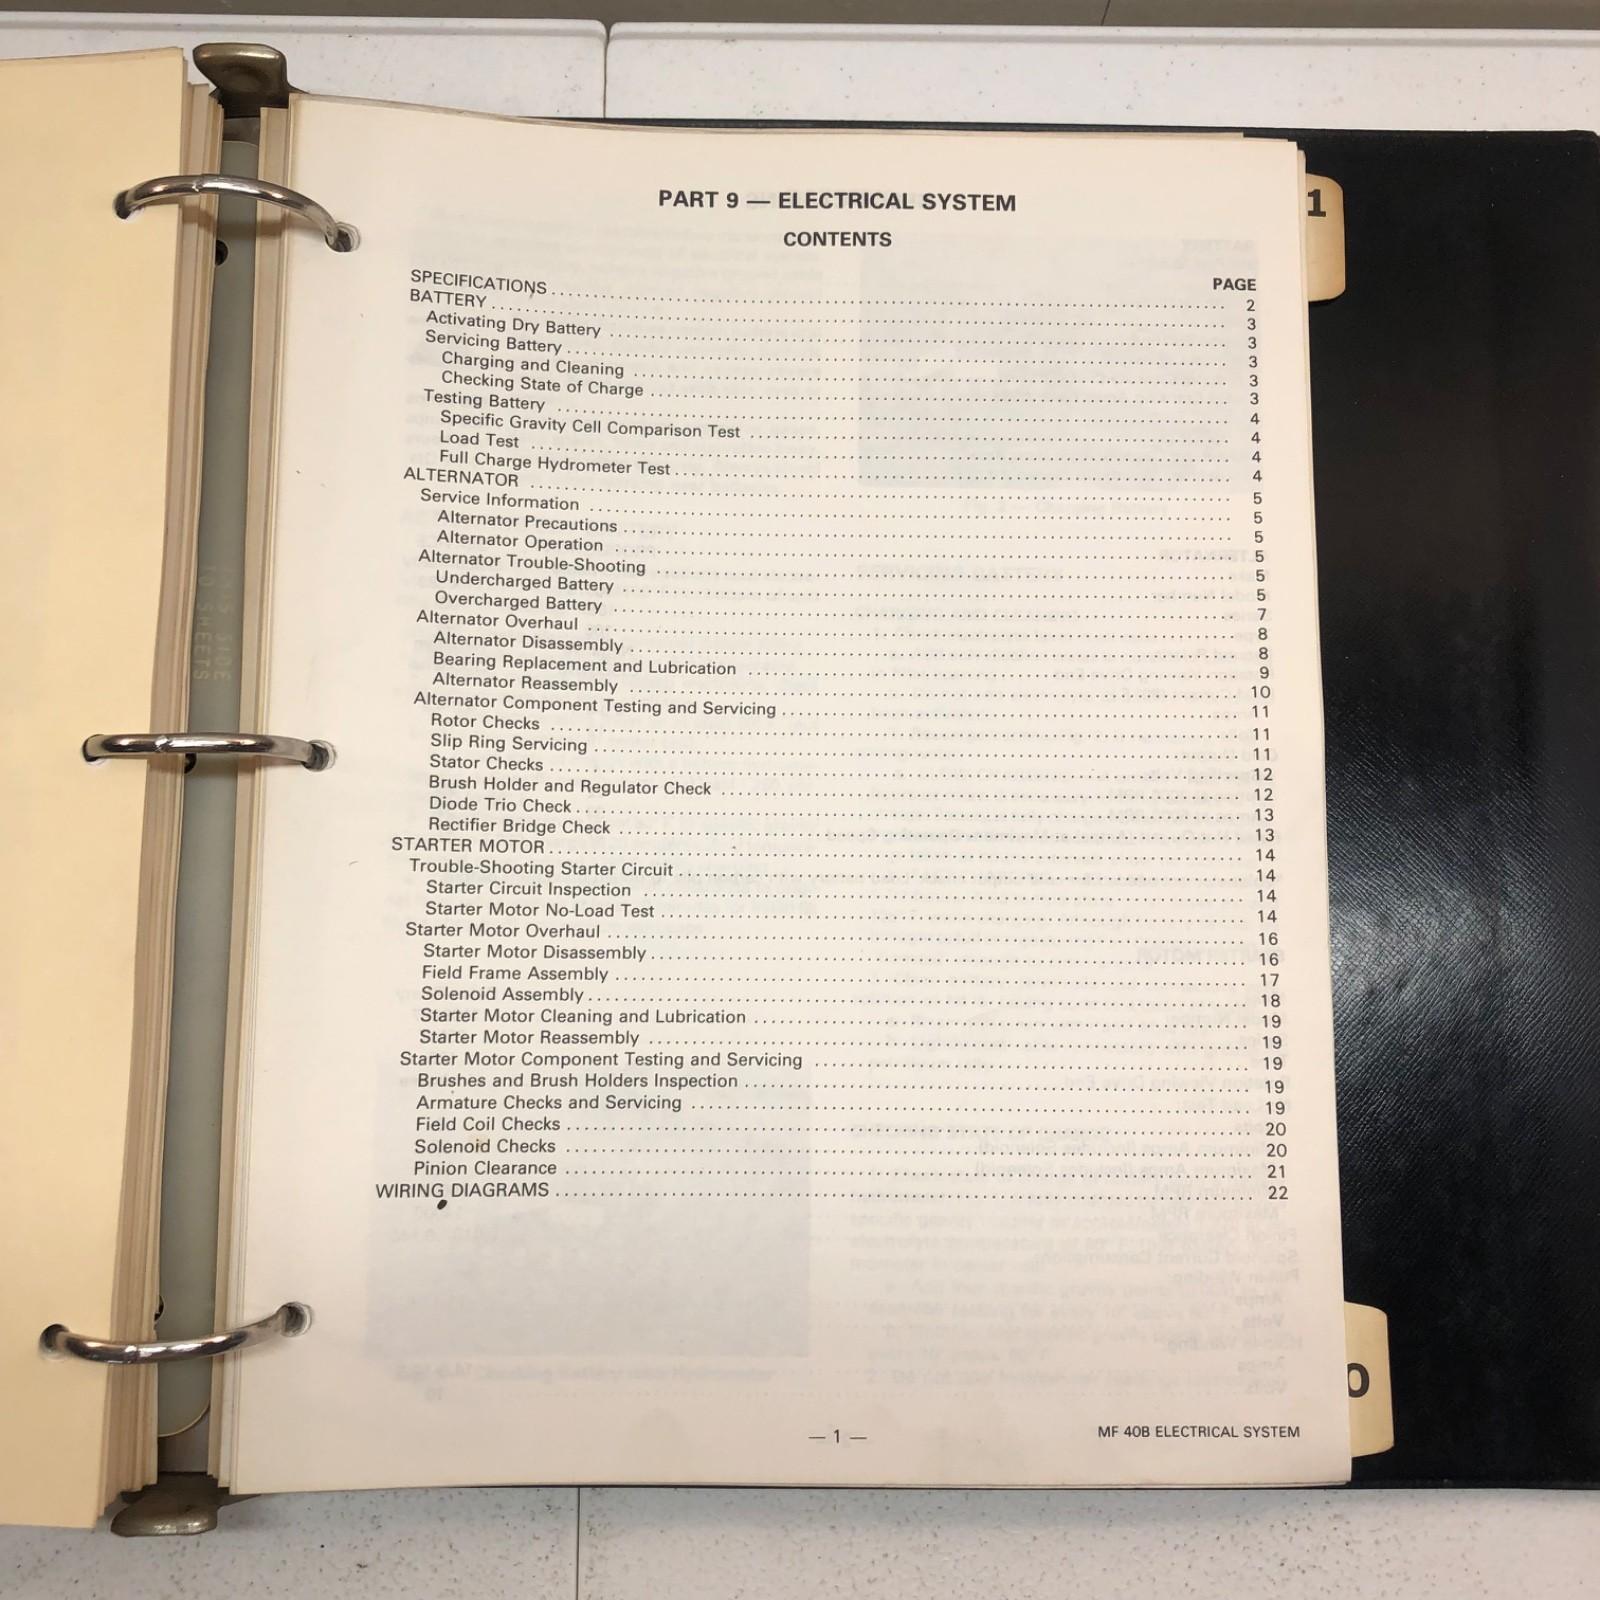 PART 9 — ELECTRICAL SYSTEM
CONTENTS
PAGE
SPECIFICATIONS 2
BATTERY 3
Activating Dry Battery 3
Servicing Battery 3
Charging and Cleaning 3
Checking State of Charge 3
Testing Battery 4
Specific Gravity Cell Comparison Test 4
Load Test 4
Full Charge Hydrometer Test 4
ALTERNATOR 5
Service Information 5
Alternator Precautions 5
Alternator Operation 5
Alternator Trouble-Shooting 5
Undercharged Battery 5
Overcharged Battery 7
Alternator Overhaul 8
Alternator Disassembly 8
Bearing Replacement and Lubrication 9
Alternator Reassembly 10
Alternator Component Testing and Servicing 11
Rotor Checks 11
Slip Ring Servicing 11
Stator Checks 12
Brush Holder and Regulator Check 12
Diode Trio Check 13
Rectifier Bridge Check 13
STARTER MOTOR 14
Trouble-Shooting Starter Circuit 14
Starter Circuit Inspection 14
Starter Motor No-Load Test 14
Starter Motor Overhaul 16
Starter Motor Disassembly 16
Field Frame Assembly 17
Solenoid Assembly 18
Starter Motor Cleaning and Lubrication 19
Starter Motor Reassembly 19
Starter Motor Component Testing and Servicing 19
Brushes and Brush Holders Inspection 19
Armature Checks and Servicing 19
Field Coil Checks 20
Solenoid Checks 20
Pinion Clearance 21
WIRING DIAGRAMS 22
— 1 —
MF 40B ELECTRICAL SYSTEM
1
0
THIS SIDE
TO SHEETS